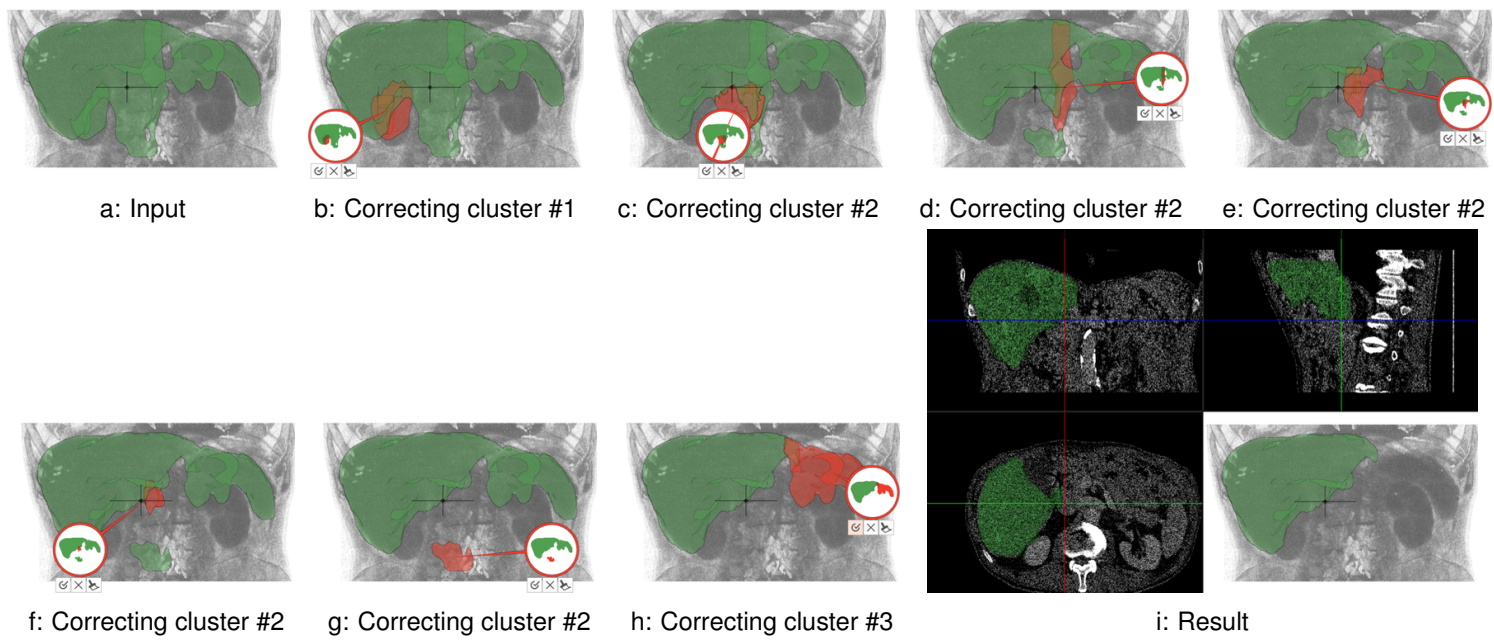 a: Input
b: Correcting cluster #1
c: Correcting cluster #2
d: Correcting cluster #2
e: Correcting cluster #2
f: Correcting cluster #2
g: Correcting cluster #2
h: Correcting cluster #3
i: Result